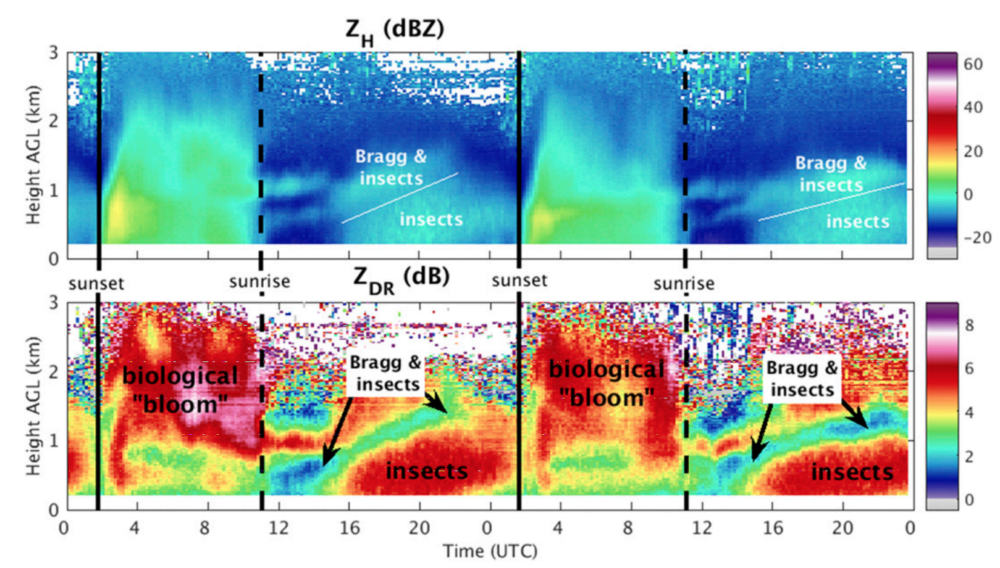 Z_H (dBZ)
3
2
1
0
Height AGL (km)
Bragg &
insects
insects
Bragg &
insects
insects
60
40
20
0
−20
sunset
sunrise
Z_DR (dB)
sunset
sunrise
3
2
1
0
Height AGL (km)
biological
"bloom"
Bragg &
insects
insects
biological
"bloom"
Bragg &
insects
insects
8
6
4
2
0
0 4 8 12 16 20 0 4 8 12 16 20 0
Time (UTC)